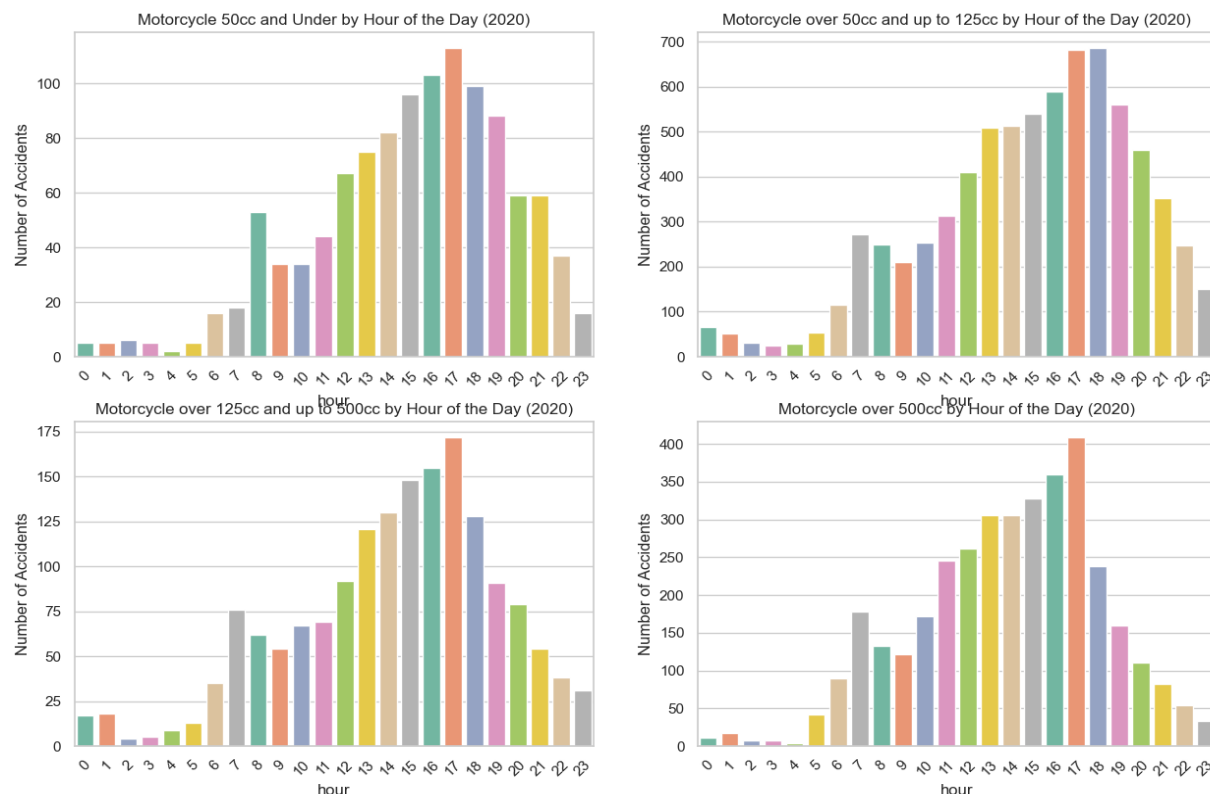 Motorcycle 50cc and Under by Hour of the Day (2020)
Number of Accidents
100
80
60
40
20
0
0 1 2 3 4 5 6 7 8 9 10 11 12 13 14 15 16 17 18 19 20 21 22 23
hour
Motorcycle over 50cc and up to 125cc by Hour of the Day (2020)
Number of Accidents
700
600
500
400
300
200
100
0
0 1 2 3 4 5 6 7 8 9 10 11 12 13 14 15 16 17 18 19 20 21 22 23
hour
Motorcycle over 125cc and up to 500cc by Hour of the Day (2020)
Number of Accidents
175
150
125
100
75
50
25
0
0 1 2 3 4 5 6 7 8 9 10 11 12 13 14 15 16 17 18 19 20 21 22 23
hour
Motorcycle over 500cc by Hour of the Day (2020)
Number of Accidents
400
350
300
250
200
150
100
50
0
0 1 2 3 4 5 6 7 8 9 10 11 12 13 14 15 16 17 18 19 20 21 22 23
hour